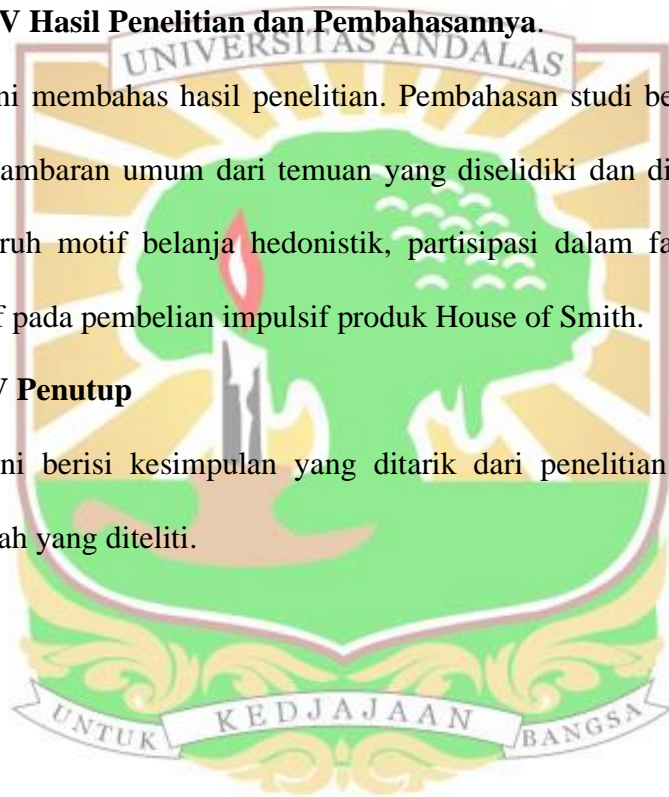 V Hasil Penelitian dan Pembahasannya.
UNIVERSITAS ANDALAS
ni membahas hasil penelitian. Pembahasan studi be
ambaran umum dari temuan yang diselidiki dan di
ruh motif belanja hedonistik, partisipasi dalam fa
f pada pembelian impulsif produk House of Smith.
V Penutup
ni berisi kesimpulan yang ditarik dari penelitian
ah yang diteliti.
UNTUK KEDJAJAAN BANGSA